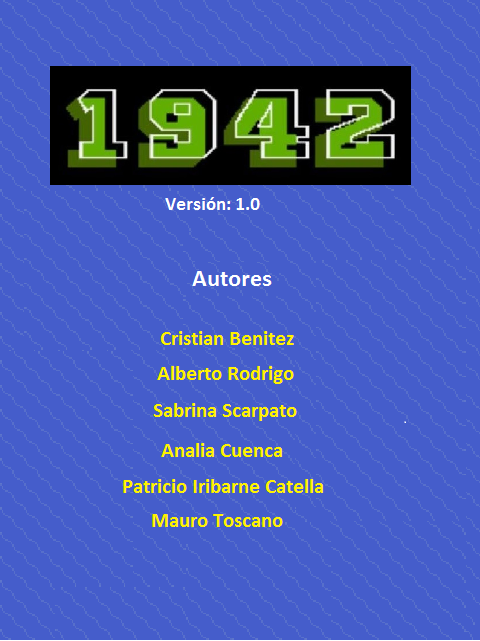 1942
Versión: 1.0
Autores
Cristian Benitez
Alberto Rodrigo
Sabrina Scarpato
Analia Cuenca
Patricio Iribarne Catella
Mauro Toscano